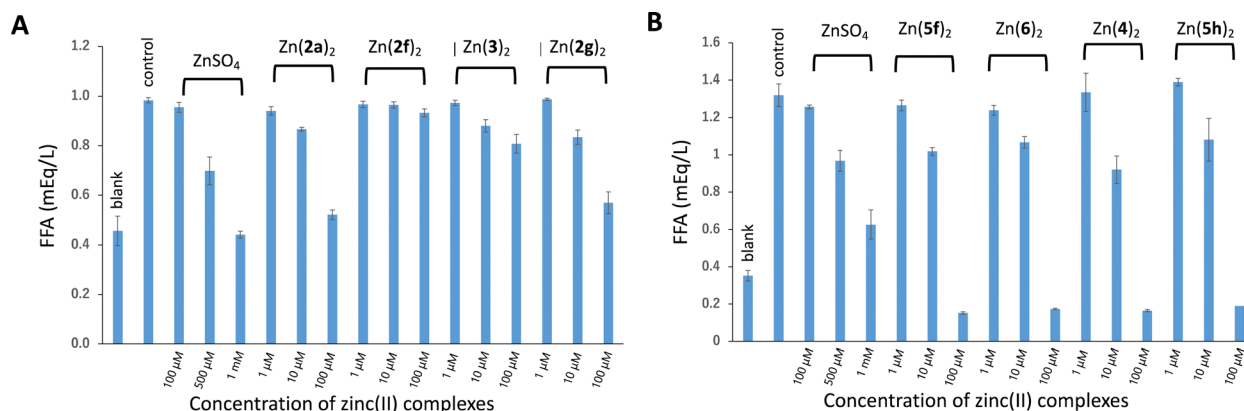 A
FFA (mEq/L)
1.2
1.0
0.8
0.6
0.4
0.2
0.0
blank
control
ZnSO4
Zn(2a)2
Zn(2f)2
Zn(3)2
Zn(2g)2
100 µM
500 µM
1 mM
1 µM
10 µM
100 µM
1 µM
10 µM
100 µM
1 µM
10 µM
100 µM
1 µM
10 µM
100 µM
Concentration of zinc(II) complexes
B
FFA (mEq/L)
1.6
1.4
1.2
1
0.8
0.6
0.4
0.2
0
blank
control
ZnSO4
Zn(5f)2
Zn(6)2
Zn(4)2
Zn(5h)2
100 µM
500 µM
1 mM
1 µM
10 µM
100 µM
1 µM
10 µM
100 µM
1 µM
10 µM
100 µM
1 µM
10 µM
100 µM
Concentration of zinc(II) complexes